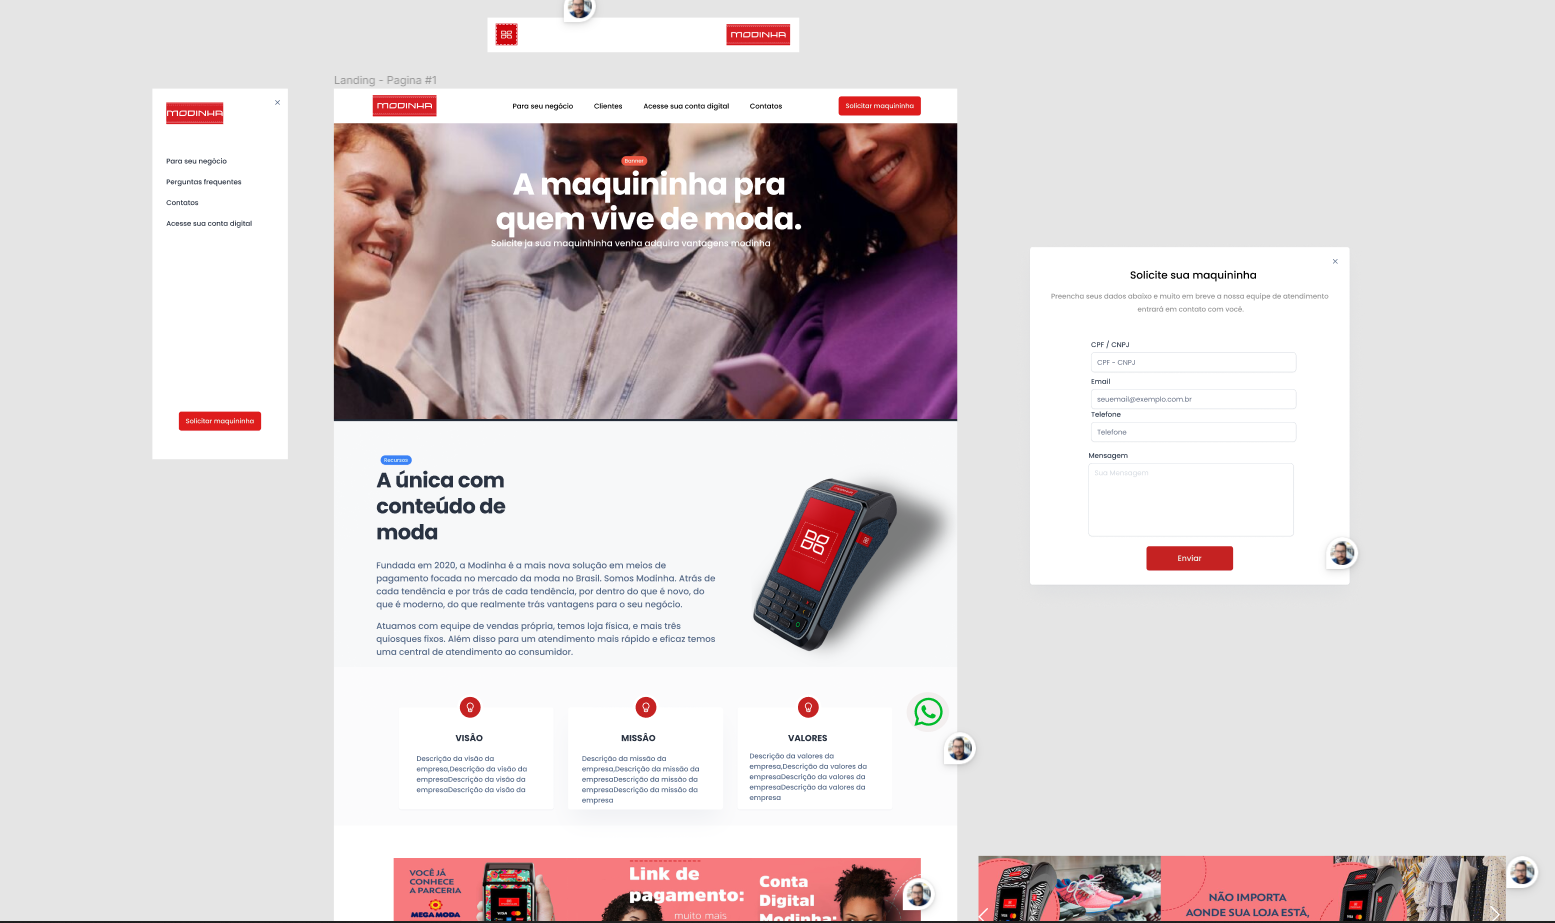 MODINHA
Landing - Pagina #1
MODINHA
Para seu negócio
Perguntas frequentes
Contatos
Acesse sua conta digital
Solicitar maquininha
MODINHA
Para seu negócio
Clientes
Acesse sua conta digital
Contatos
Solicitar maquininha
Banner
A maquininha pra
quem vive de moda.
Solicite ja sua maquinhinha venha adquira vantagens modinha
Recursos
A única com
conteúdo de
moda
Fundada em 2020, a Modinha é a mais nova solução em meios de
pagamento focada no mercado da moda no Brasil. Somos Modinha. Atrás de
cada tendência e por trás de cada tendência, por dentro do que é novo, do
que é moderno, do que realmente trás vantagens para o seu negócio.
Atuamos com equipe de vendas própria, temos loja física, e mais três
quiosques fixos. Além disso para um atendimento mais rápido e eficaz temos
uma central de atendimento ao consumidor.
VISÃO
Descrição da visão da
empresa,Descrição da visão da
empresaDescrição da visão da
empresaDescrição da visão da
MISSÃO
Descrição da missão da
empresa,Descrição da missão da
empresaDescrição da missão da
empresaDescrição da missão da
empresa
VALORES
Descrição da valores da
empresa,Descrição da valores da
empresaDescrição da valores da
empresaDescrição da valores da
empresa
VOCÊ JÁ
CONHECE
A PARCERIA
MEGA MODA
VISA
Link de
pagamento:
muito mais
Conta
Digital
Modinha:
Solicite sua maquininha
Preencha seus dados abaixo e muito em breve a nossa equipe de atendimento
entrará em contato com você.
CPF / CNPJ
CPF - CNPJ
Email
seuemail@exemplo.com.br
Telefone
Telefone
Mensagem
Sua Mensagem
Enviar
VISA
NÃO IMPORTA
AONDE SUA LOJA ESTÁ,
VISA